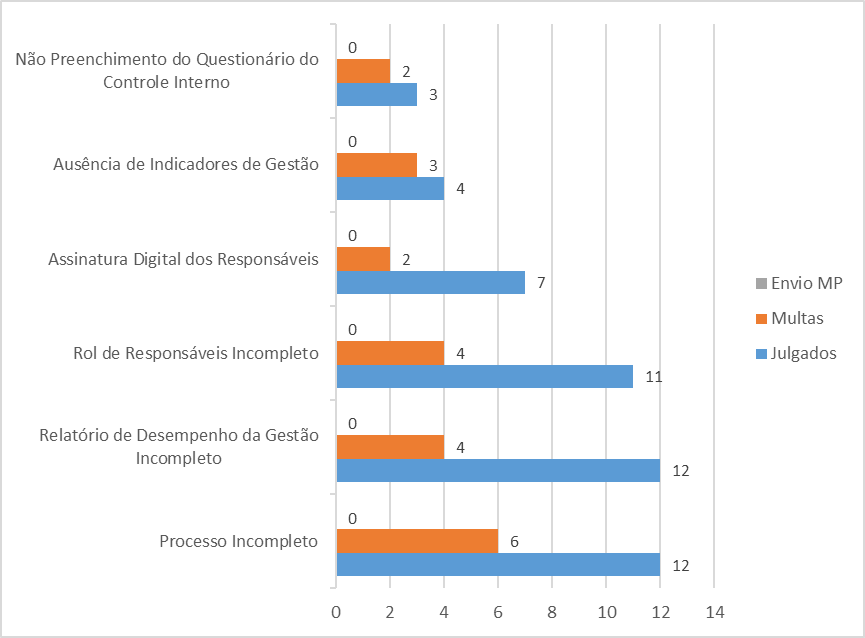 Não Preenchimento do Questionário do
Controle Interno
0
2
3
Ausência de Indicadores de Gestão
0
3
4
Assinatura Digital dos Responsáveis
0
2
7
Rol de Responsáveis Incompleto
0
4
11
Relatório de Desempenho da Gestão
Incompleto
0
4
12
Processo Incompleto
0
6
12
0 2 4 6 8 10 12 14
Envio MP
Multas
Julgados